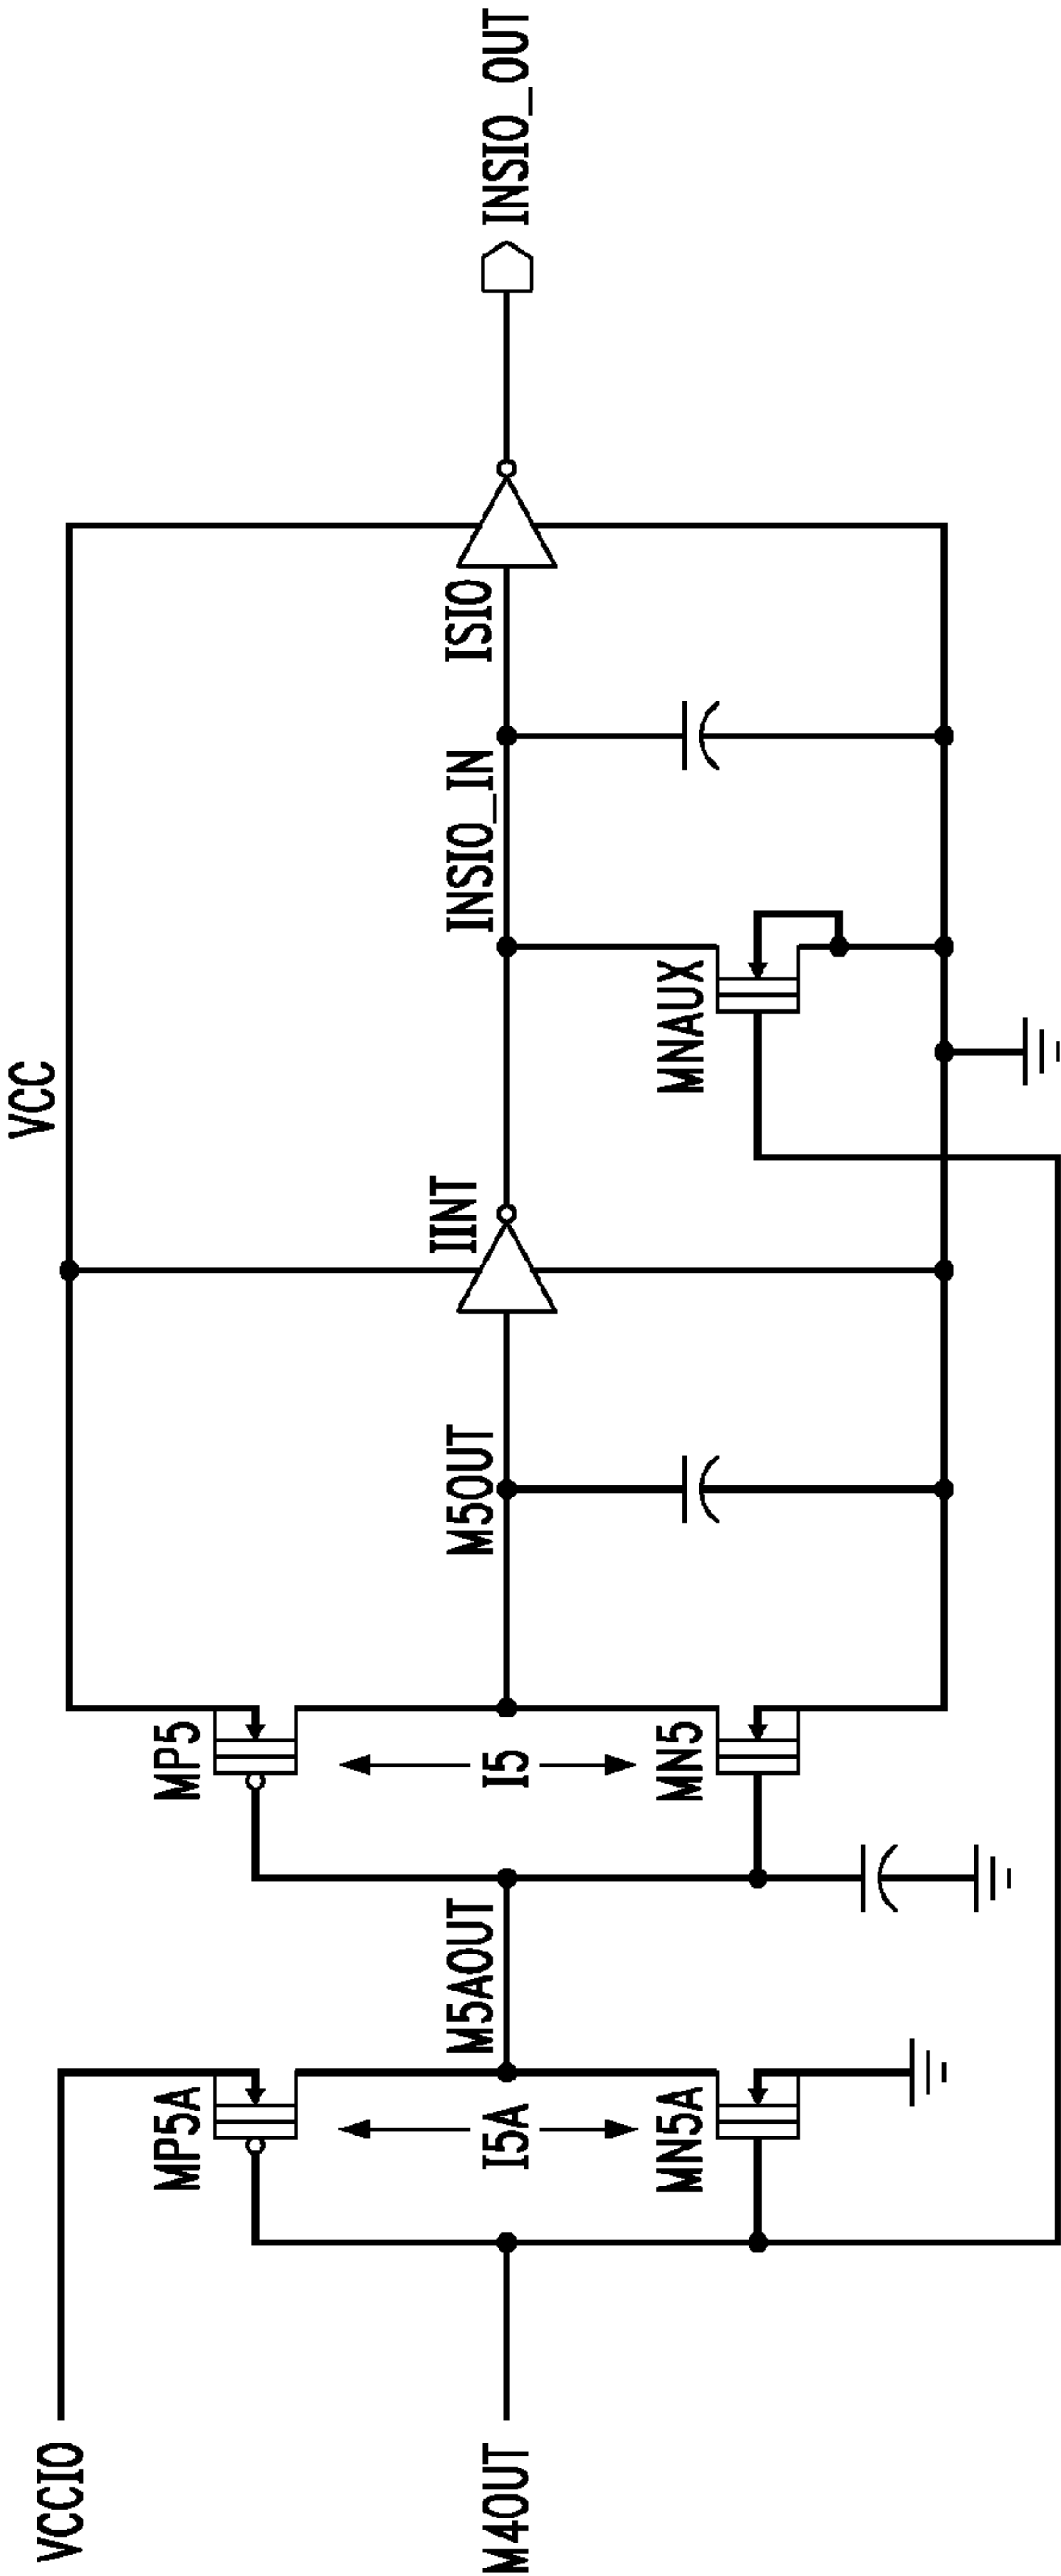 VCCIO
M4OUT
MP5A
I5A
MN5A
M5AOUT
MP5
I5
MN5
M5OUT
VCC
IINT
MNAUX
INSIO_IN
ISIO
INSIO_OUT